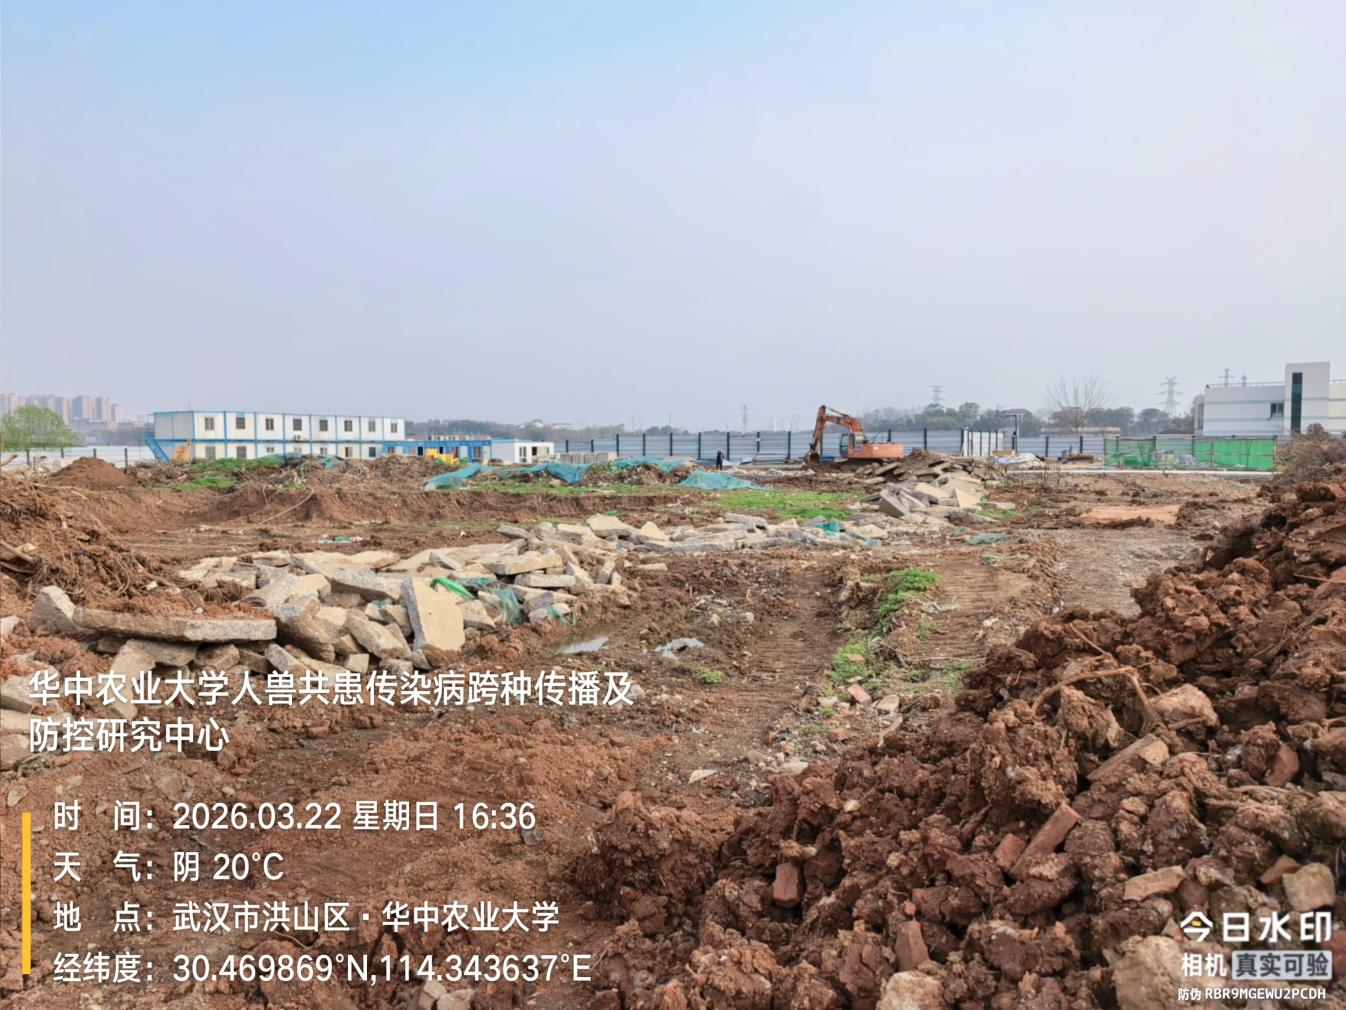 华中农业大学人兽共患传染病跨种传播及
防控研究中心
时 间：2026.03.22 星期日 16:36
天 气：阴 20°C
地 点：武汉市洪山区·华中农业大学
经纬度：30.469869°N,114.343637°E
今日水印
相机 真实可验
防伪 RBR9MGEWU2PCDH